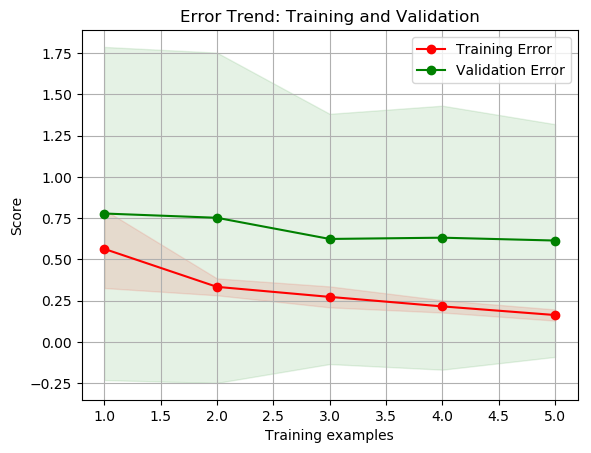 Error Trend: Training and Validation
Training Error
Validation Error
Score
1.75
1.50
1.25
1.00
0.75
0.50
0.25
0.00
−0.25
1.0 1.5 2.0 2.5 3.0 3.5 4.0 4.5 5.0
Training examples